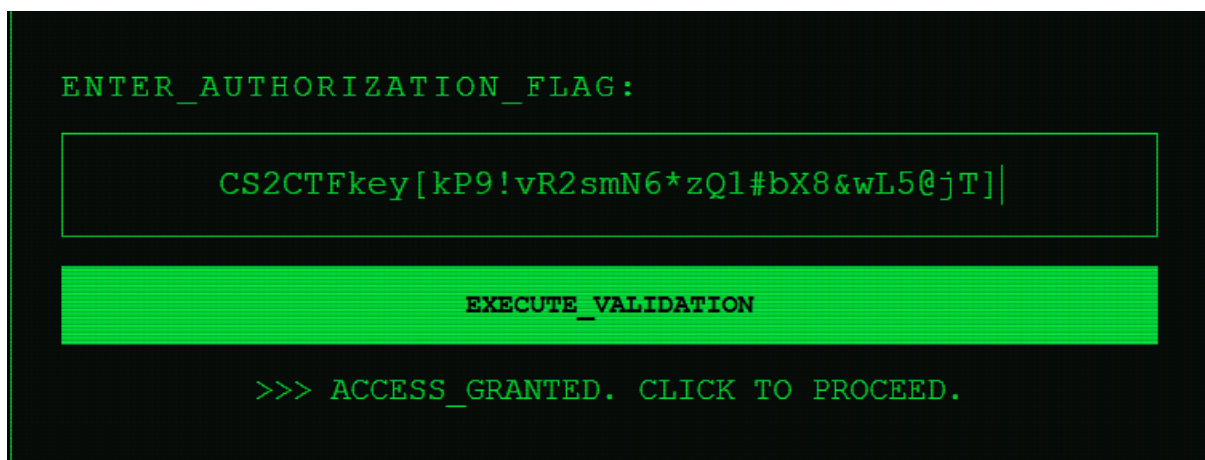 ENTER_AUTHORIZATION_FLAG:
CS2CTFkey[kP9!vR2smN6*zQ1#bX8&wL5@jT]
EXECUTE_VALIDATION
>>> ACCESS_GRANTED. CLICK TO PROCEED.